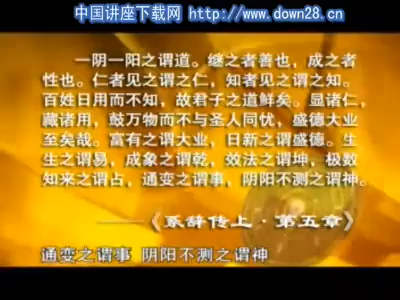 中国讲座下载网 http://www.down28.cn
一阴一阳之谓道。继之者善也，成之者
性也。仁者见之谓之仁，知者见之谓之知。
百姓日用而不知，故君子之道鲜矣。显诸仁，
藏诸用，鼓万物而不与圣人同忧，盛德大业
至矣哉。富有之谓大业，日新之谓盛德。生
生之谓易，成象之谓乾，效法之谓坤，极数
知来之谓占，通变之谓事，阴阳不测之谓神。
——《系辞传上·第五章》
通变之谓事 阴阳不测之谓神